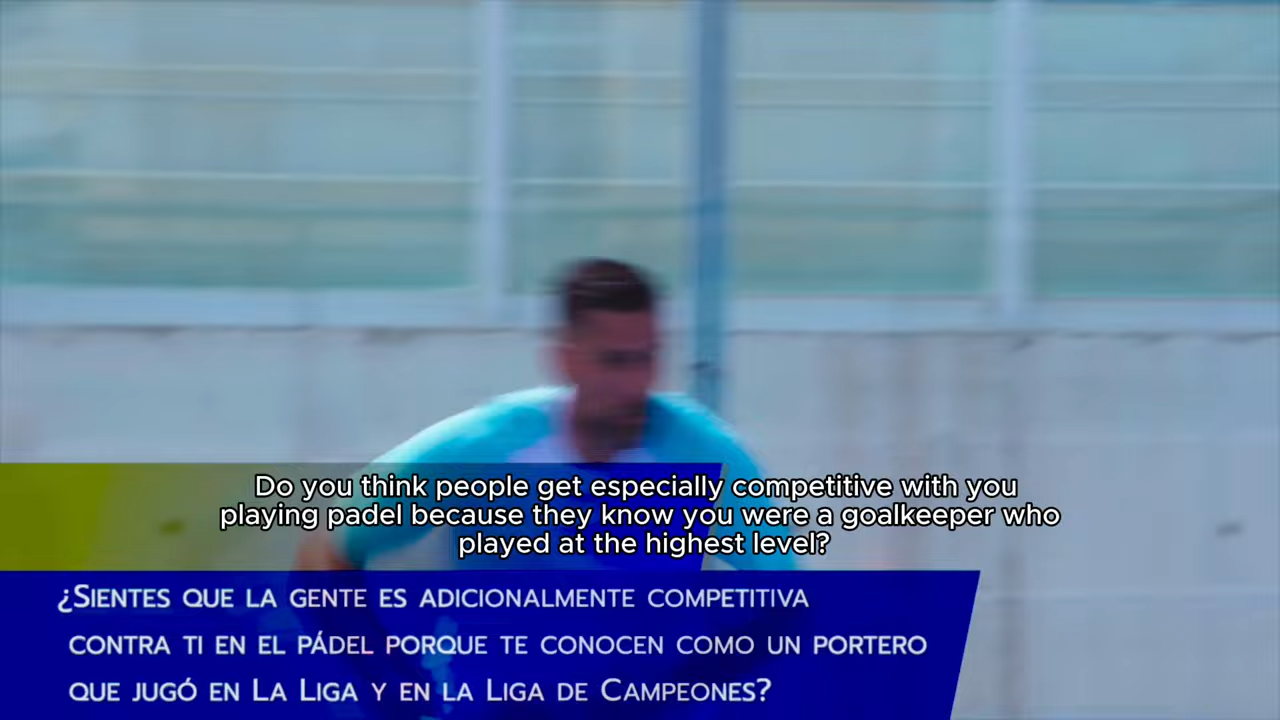 Do you think people get especially competitive with you
playing padel because they know you were a goalkeeper who
played at the highest level?
¿Sientes que la gente es adicionalmente competitiva
contra ti en el pádel porque te conocen como un portero
que jugó en La Liga y en la Liga de Campeones?